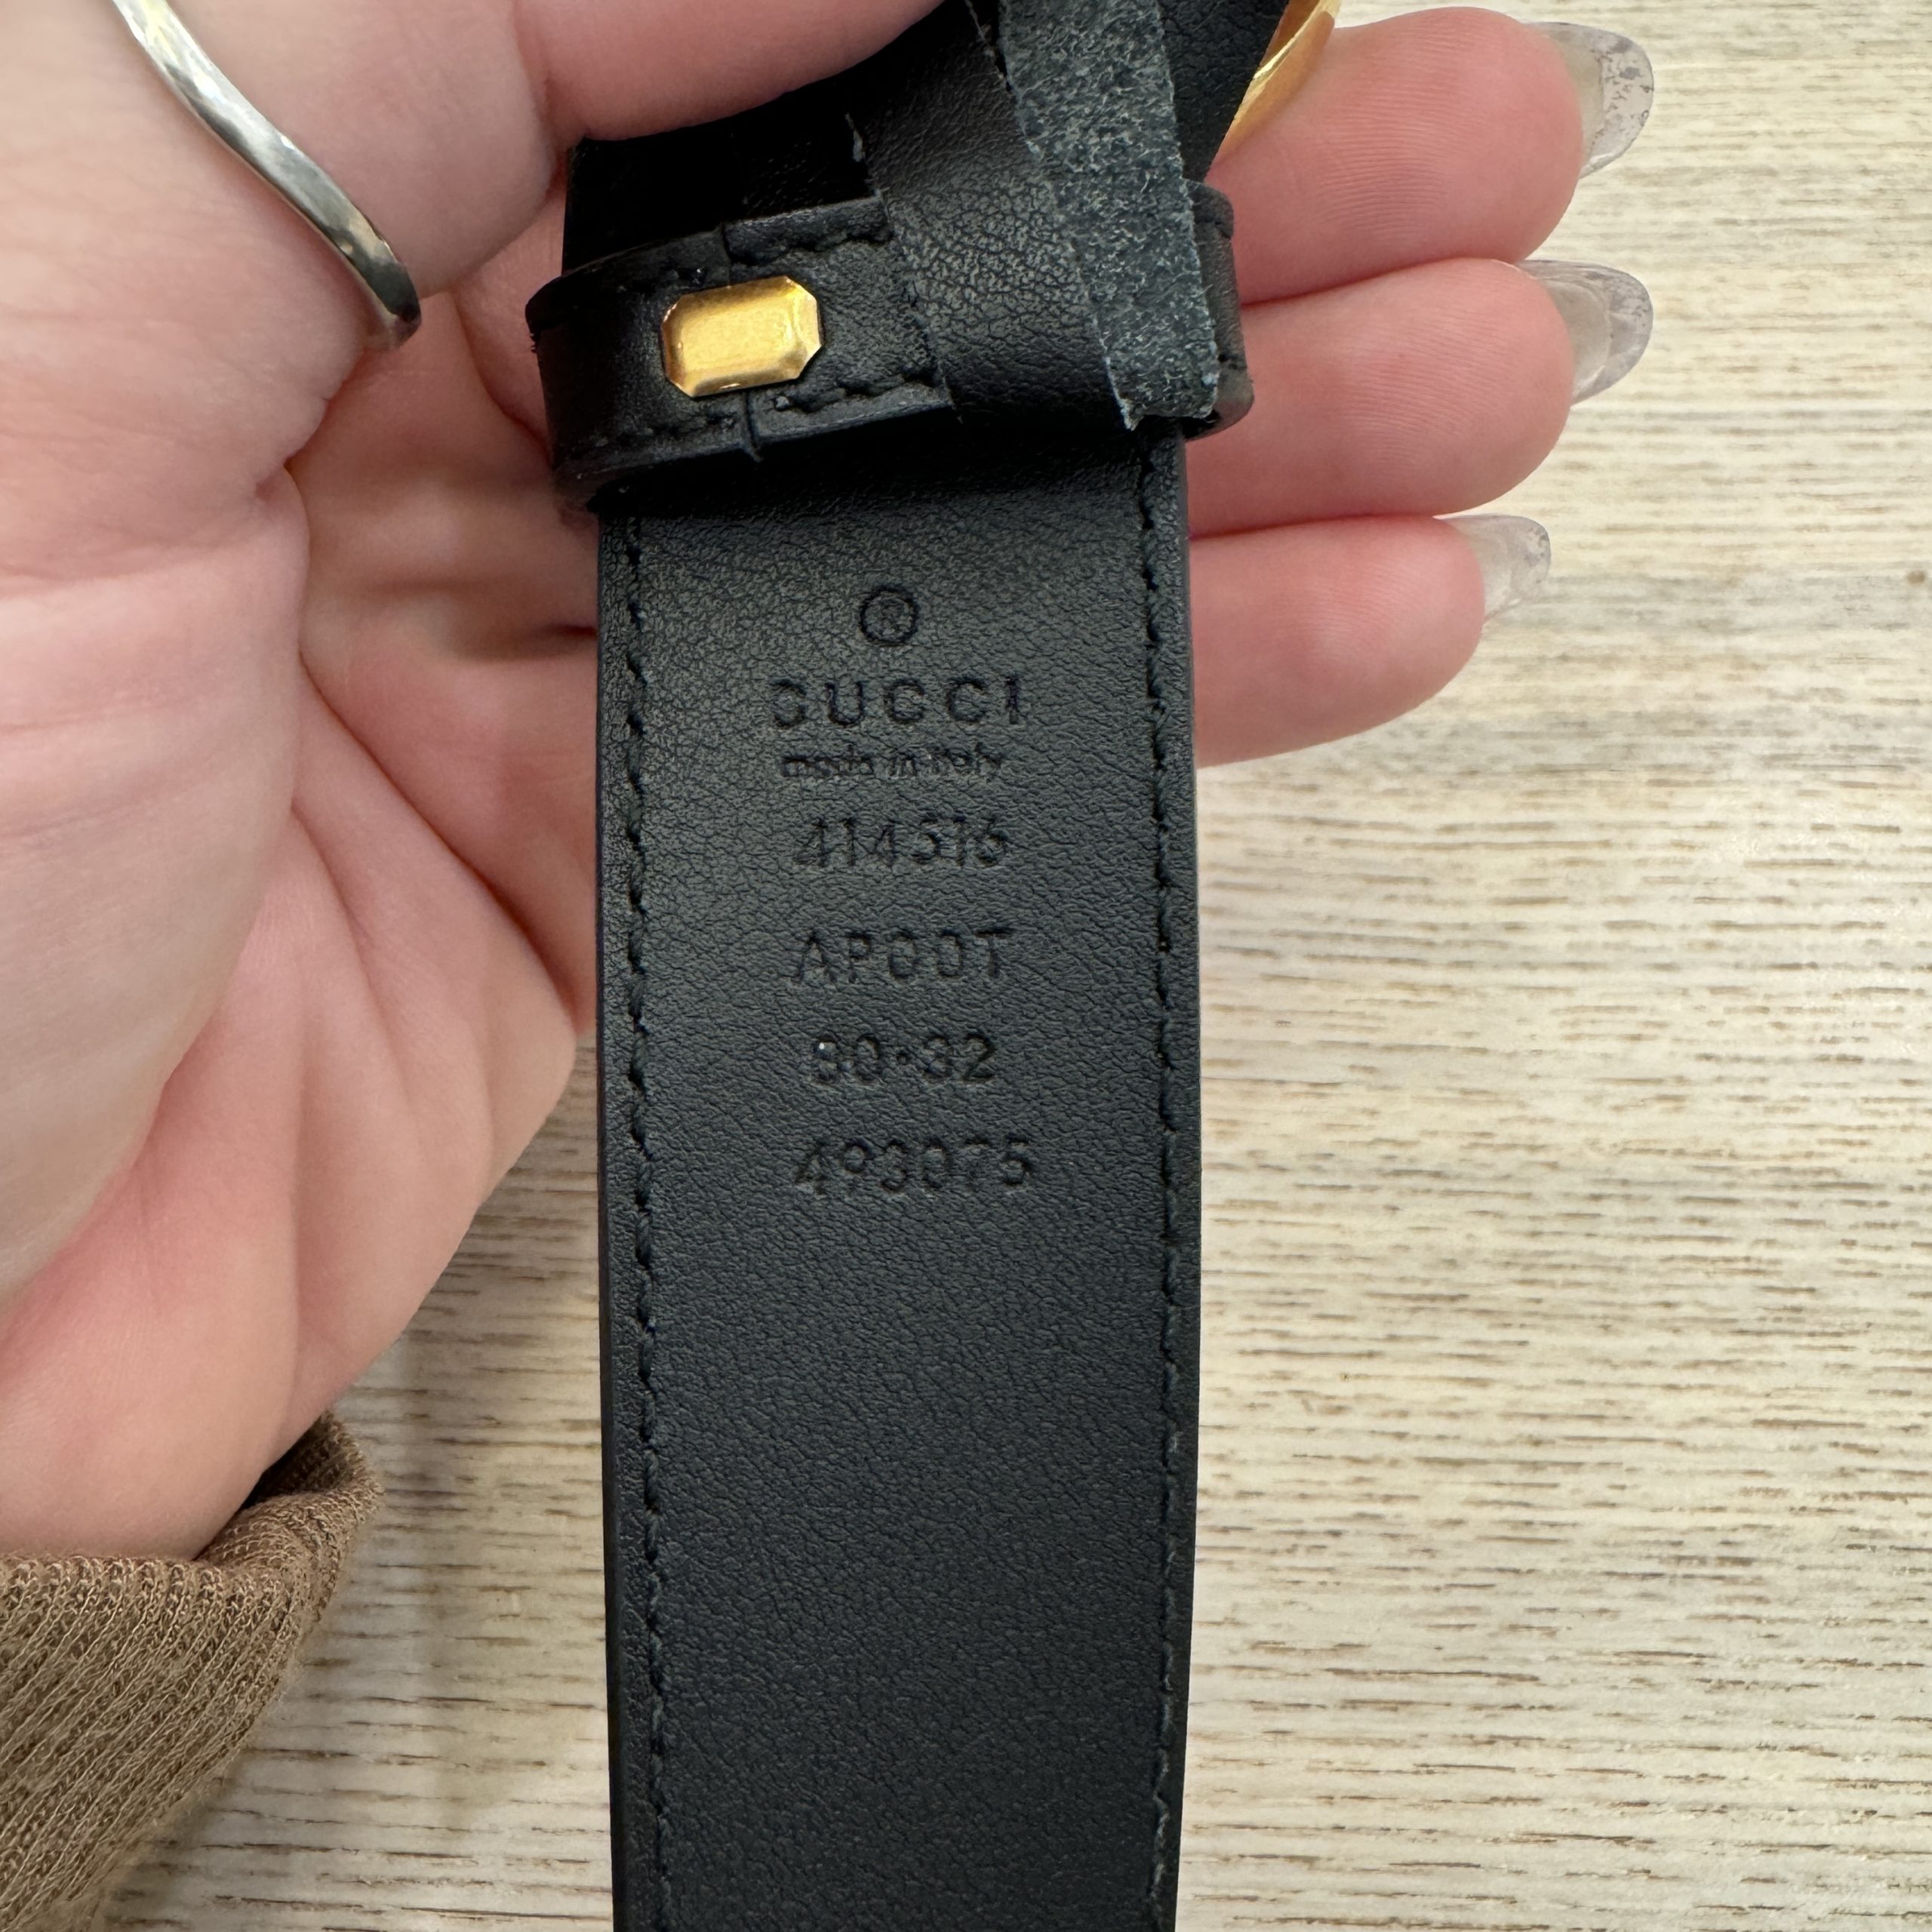 ®
GUCCI
made in italy
414516
AP00T
80·32
493075